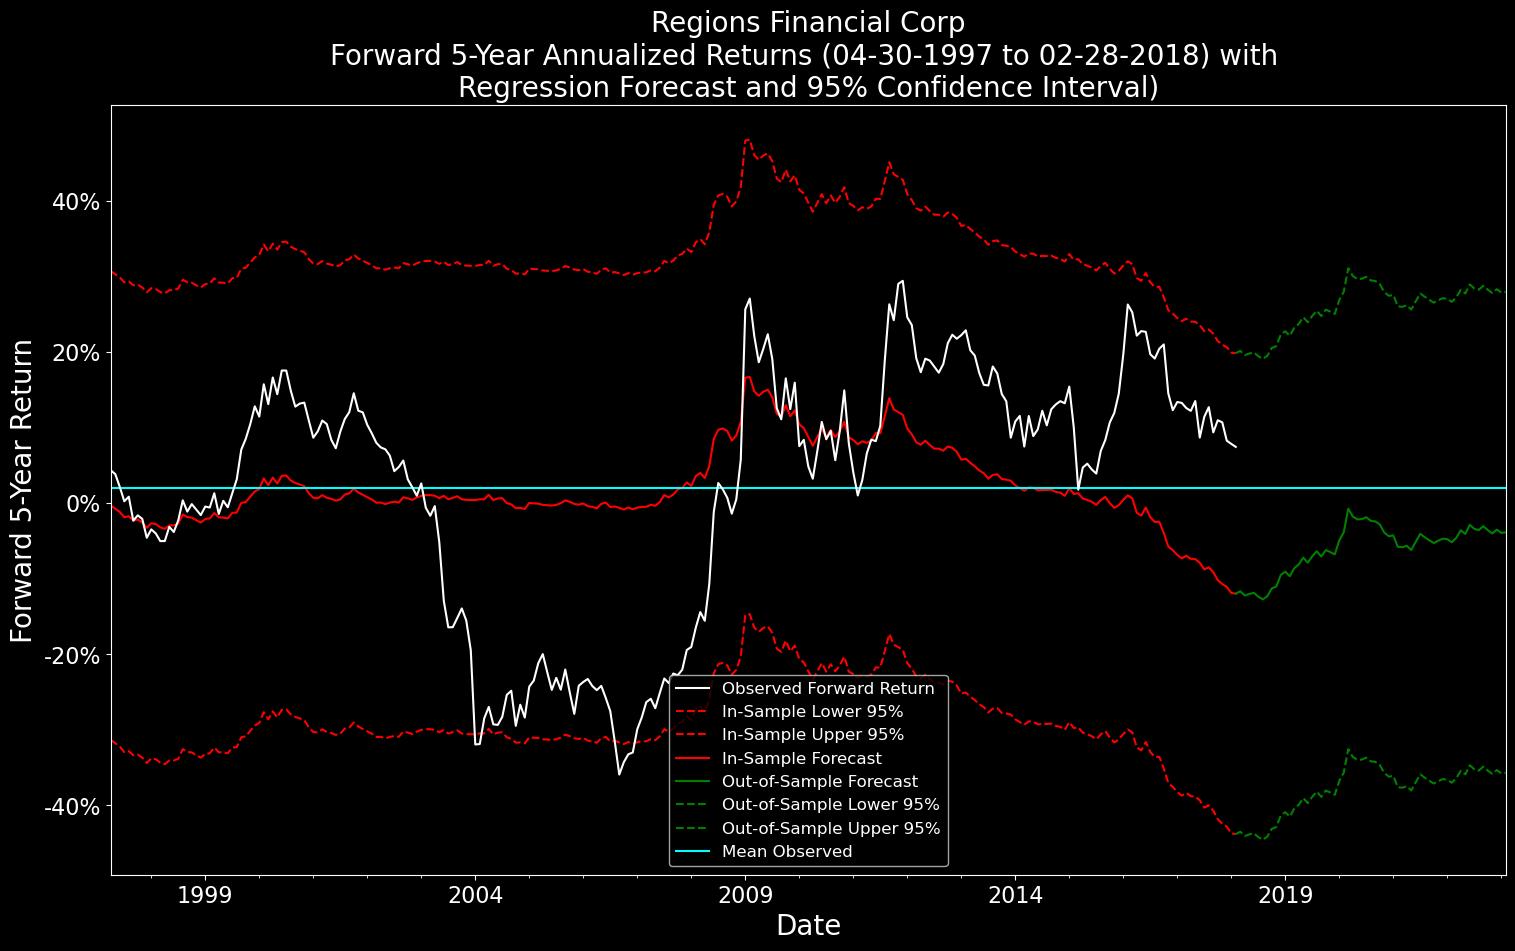 Regions Financial Corp
Forward 5-Year Annualized Returns (04-30-1997 to 02-28-2018) with
Regression Forecast and 95% Confidence Interval)
Forward 5-Year Return
40%
20%
0%
-20%
-40%
Observed Forward Return
In-Sample Lower 95%
In-Sample Upper 95%
In-Sample Forecast
Out-of-Sample Forecast
Out-of-Sample Lower 95%
Out-of-Sample Upper 95%
Mean Observed
1999 2004 2009 2014 2019
Date